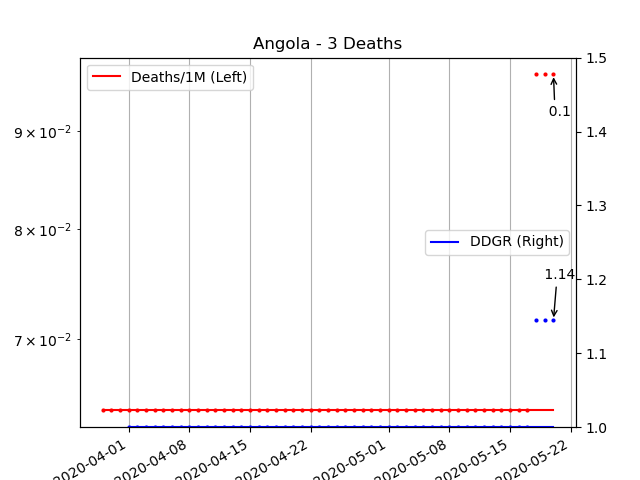 Angola - 3 Deaths
Deaths/1M (Left)
1.5
0.1
9 × 10⁻²
1.4
1.3
8 × 10⁻²
DDGR (Right)
1.14
1.2
7 × 10⁻²
1.1
1.0
2020-04-01
2020-04-08
2020-04-15
2020-04-22
2020-05-01
2020-05-08
2020-05-15
2020-05-22